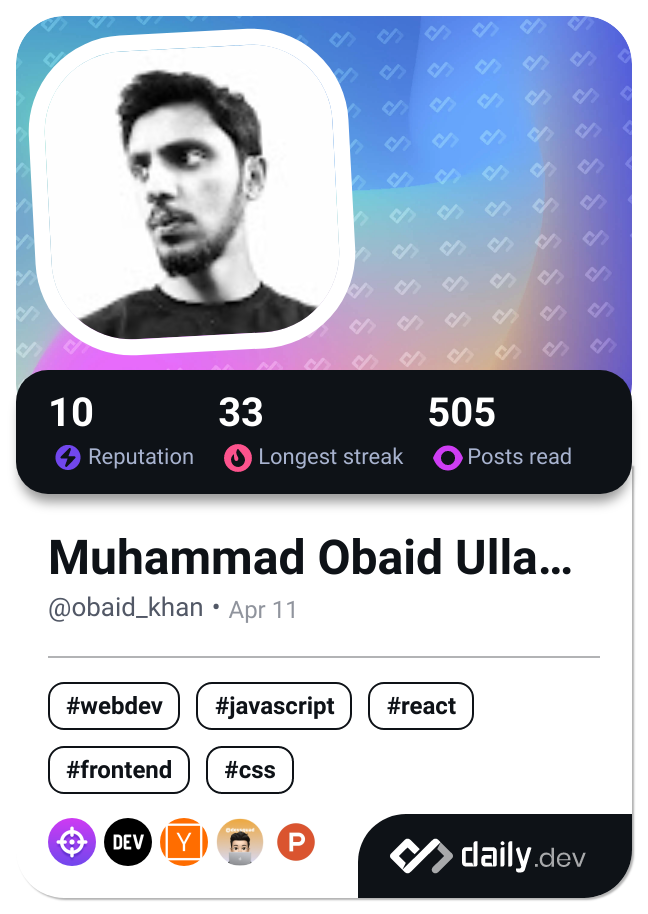 10 33 505
Reputation Longest streak Posts read
Muhammad Obaid Ulla...
@obaid_khan • Apr 11
#webdev #javascript #react
#frontend #css
DEV Y P
daily.dev